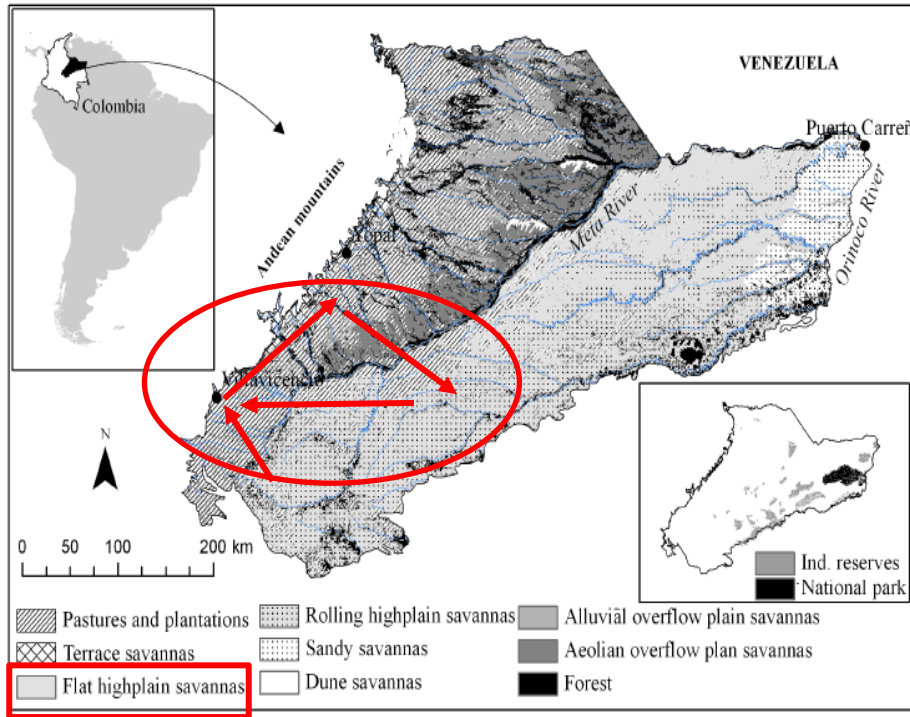 VENEZUELA
Colombia
Puerto Carreñ
Andean mountains
Meta River
Orinoco River
Yopal
Villavicencio
N
0 50 100 200 km
Ind. reserves
National park
Pastures and plantations
Rolling highplain savannas
Alluviâl overflow plain savannas
Terrace savannas
Sandy savannas
Aeolian overflow plan savannas
Flat highplain savannas
Dune savannas
Forest